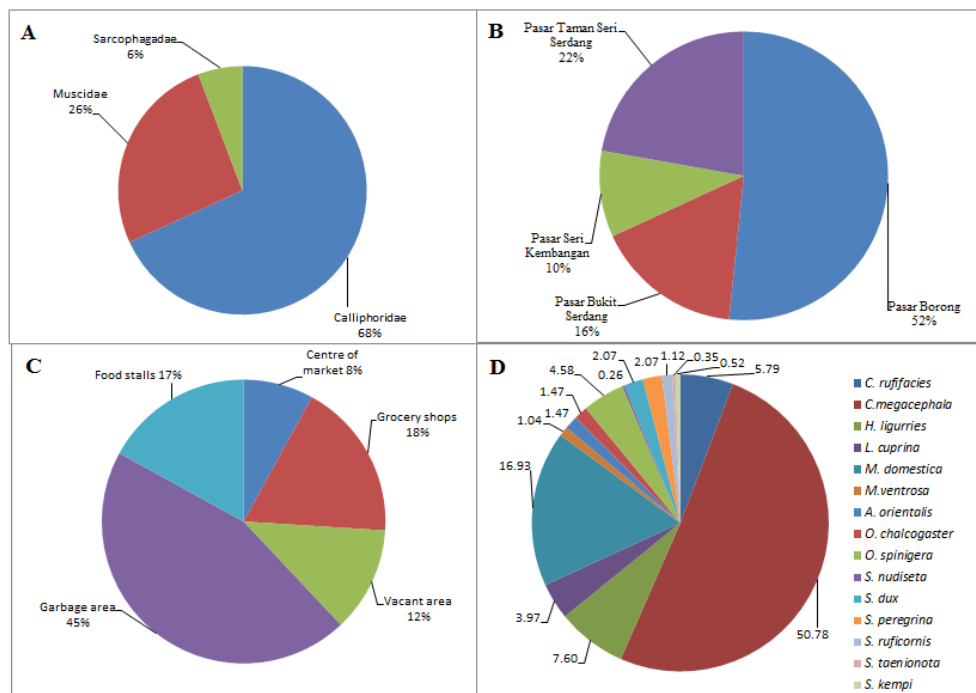 A
Sarcophagadae
6%
Muscidae
26%
Calliphoridae
68%
B
Pasar Taman Seri
Serdang
22%
Pasar Seri
Kembangan
10%
Pasar Bukit
Serdang
16%
Pasar Borong
52%
C
Food stalls 17%
Centre of
market 8%
Grocery shops
18%
Vacant area
12%
Garbage area
45%
D
5.79
50.78
7.60
3.97
16.93
1.04
1.47
1.47
4.58
0.26
2.07
2.07
1.12
0.35
0.52
C. rufifacies
C.megacephala
H. ligurries
L. cuprina
M. domestica
M.ventrosa
A. orientalis
O. chalcogaster
O. spinigera
S. nudiseta
S. dux
S. peregrina
S. ruficornis
S. taenionota
S. kempi